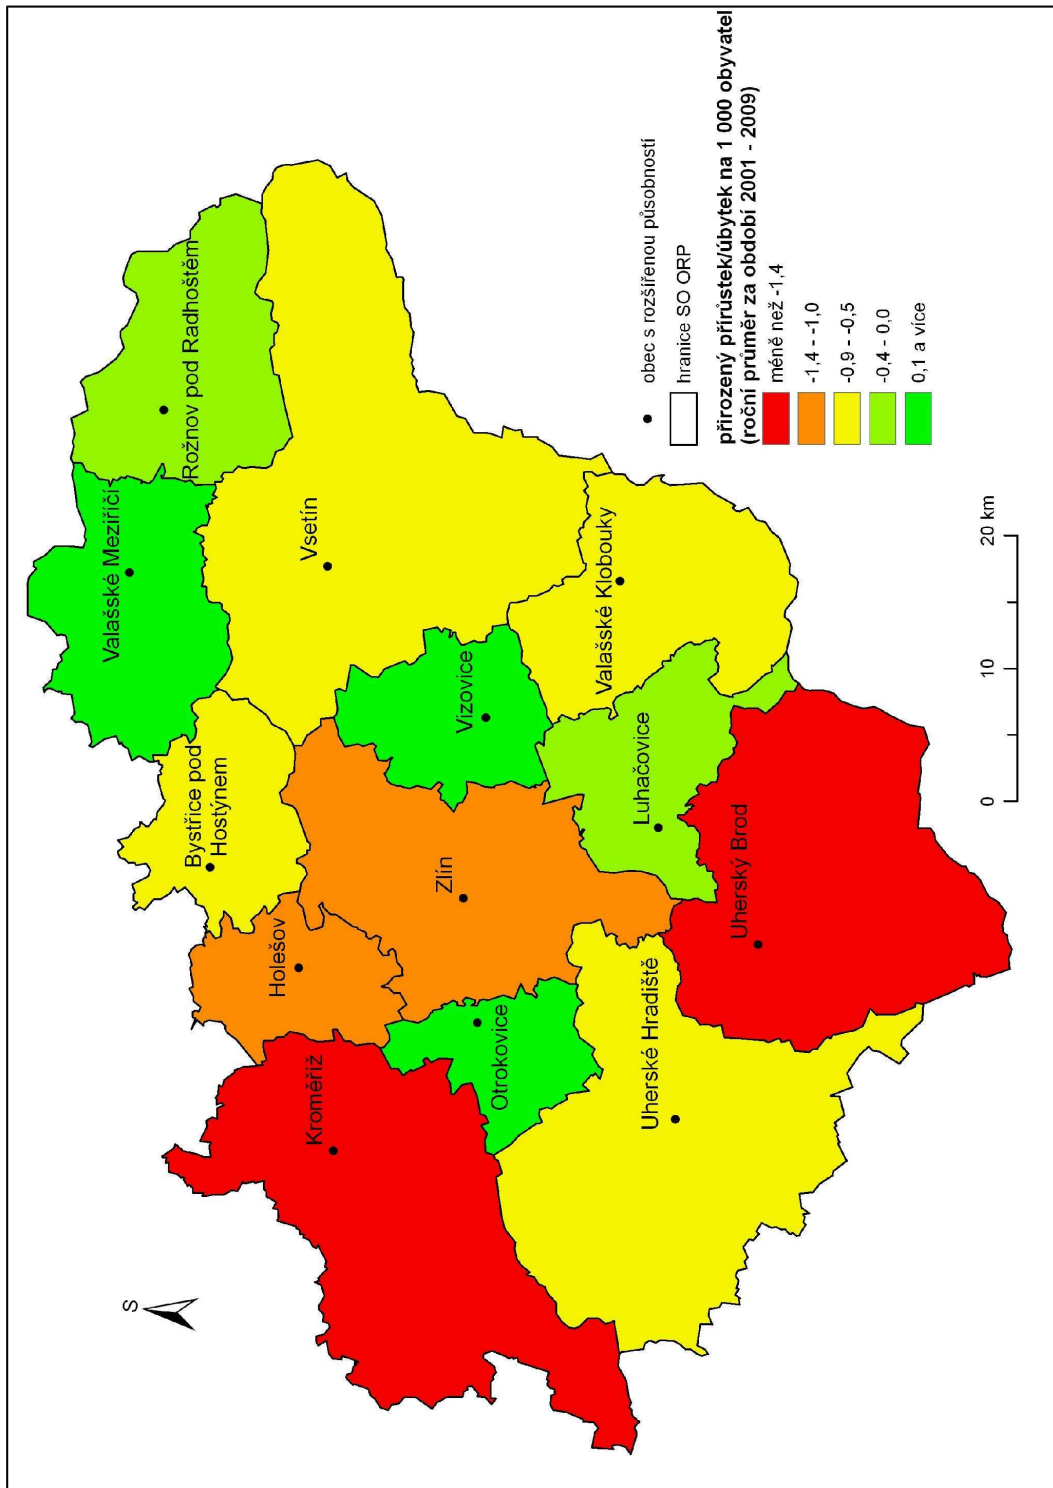 S
Rožnov pod Radhoštěm
Valašské Meziříčí
Bystřice pod
Hostýnem
Vsetín
Holešov
Kroměříž
Vizovice
Zlín
Otrokovice
Valašské Klobouky
Luhačovice
Uherské Hradiště
Uherský Brod
0
10
20 km
obec s rozšířenou působností
hranice SO ORP
přirozený přírůstek/úbytek na 1 000 obyvatel
(roční průměr za období 2001 - 2009)
méně než -1,4
-1,4 - -1,0
-0,9 - -0,5
-0,4 - 0,0
0,1 a více